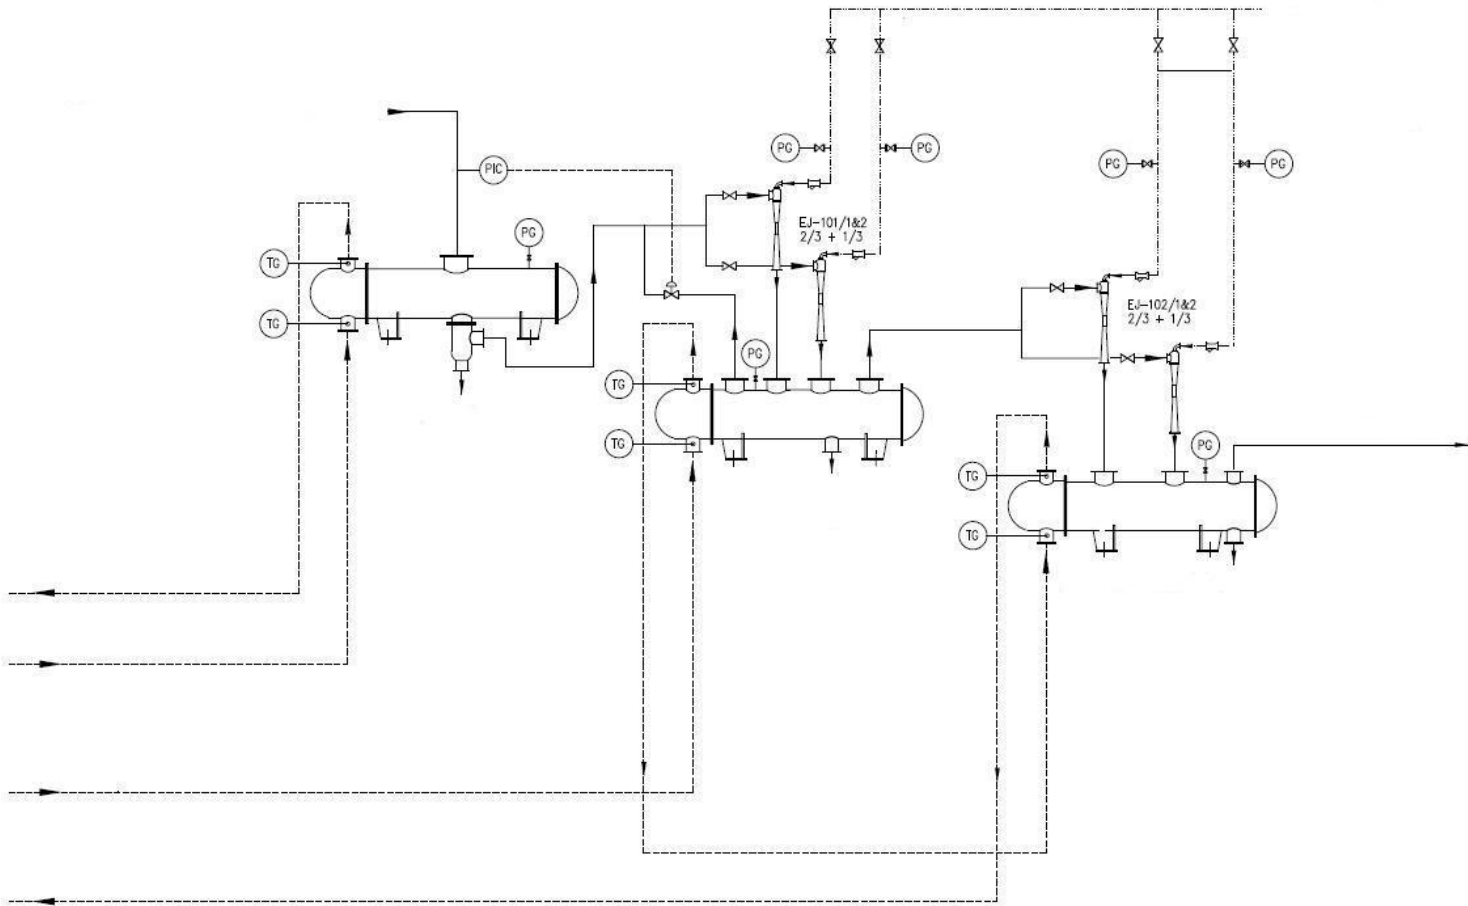 PG
PG
PG
PG
PIC
EJ-101/1&2
2/3 + 1/3
PG
TG
TG
EJ-102/1&2
2/3 + 1/3
PG
TG
TG
PG
TG
TG